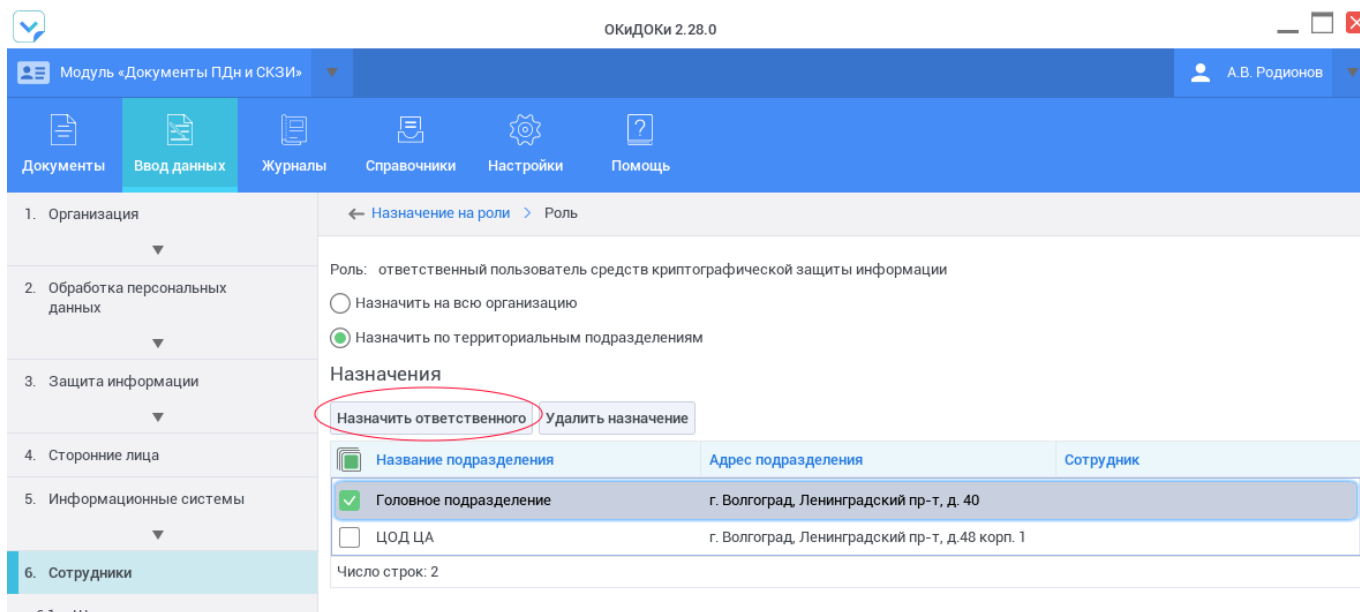 ОКиДОКи 2.28.0
Модуль «Документы ПДн и СКЗИ»
А.В. Родионов
Документы
Ввод данных
Журналы
Справочники
Настройки
Помощь
1. Организация
2. Обработка персональных
данных
3. Защита информации
4. Сторонние лица
5. Информационные системы
6. Сотрудники
← Назначение на роли > Роль
Роль: ответственный пользователь средств криптографической защиты информации
Назначить на всю организацию
Назначить по территориальным подразделениям
Назначения
Назначить ответственного Удалить назначение
Название подразделения Адрес подразделения Сотрудник
Головное подразделение г. Волгоград, Ленинградский пр-т, д. 40
ЦОД ЦА г. Волгоград, Ленинградский пр-т, д.48 корп. 1
Число строк: 2